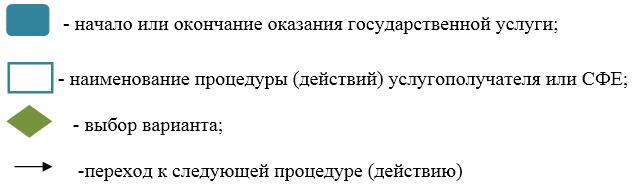 - начало или окончание оказания государственной услуги;
- наименование процедуры (действий) услугополучателя или СФЕ;
- выбор варианта;
-переход к следующей процедуре (действию)